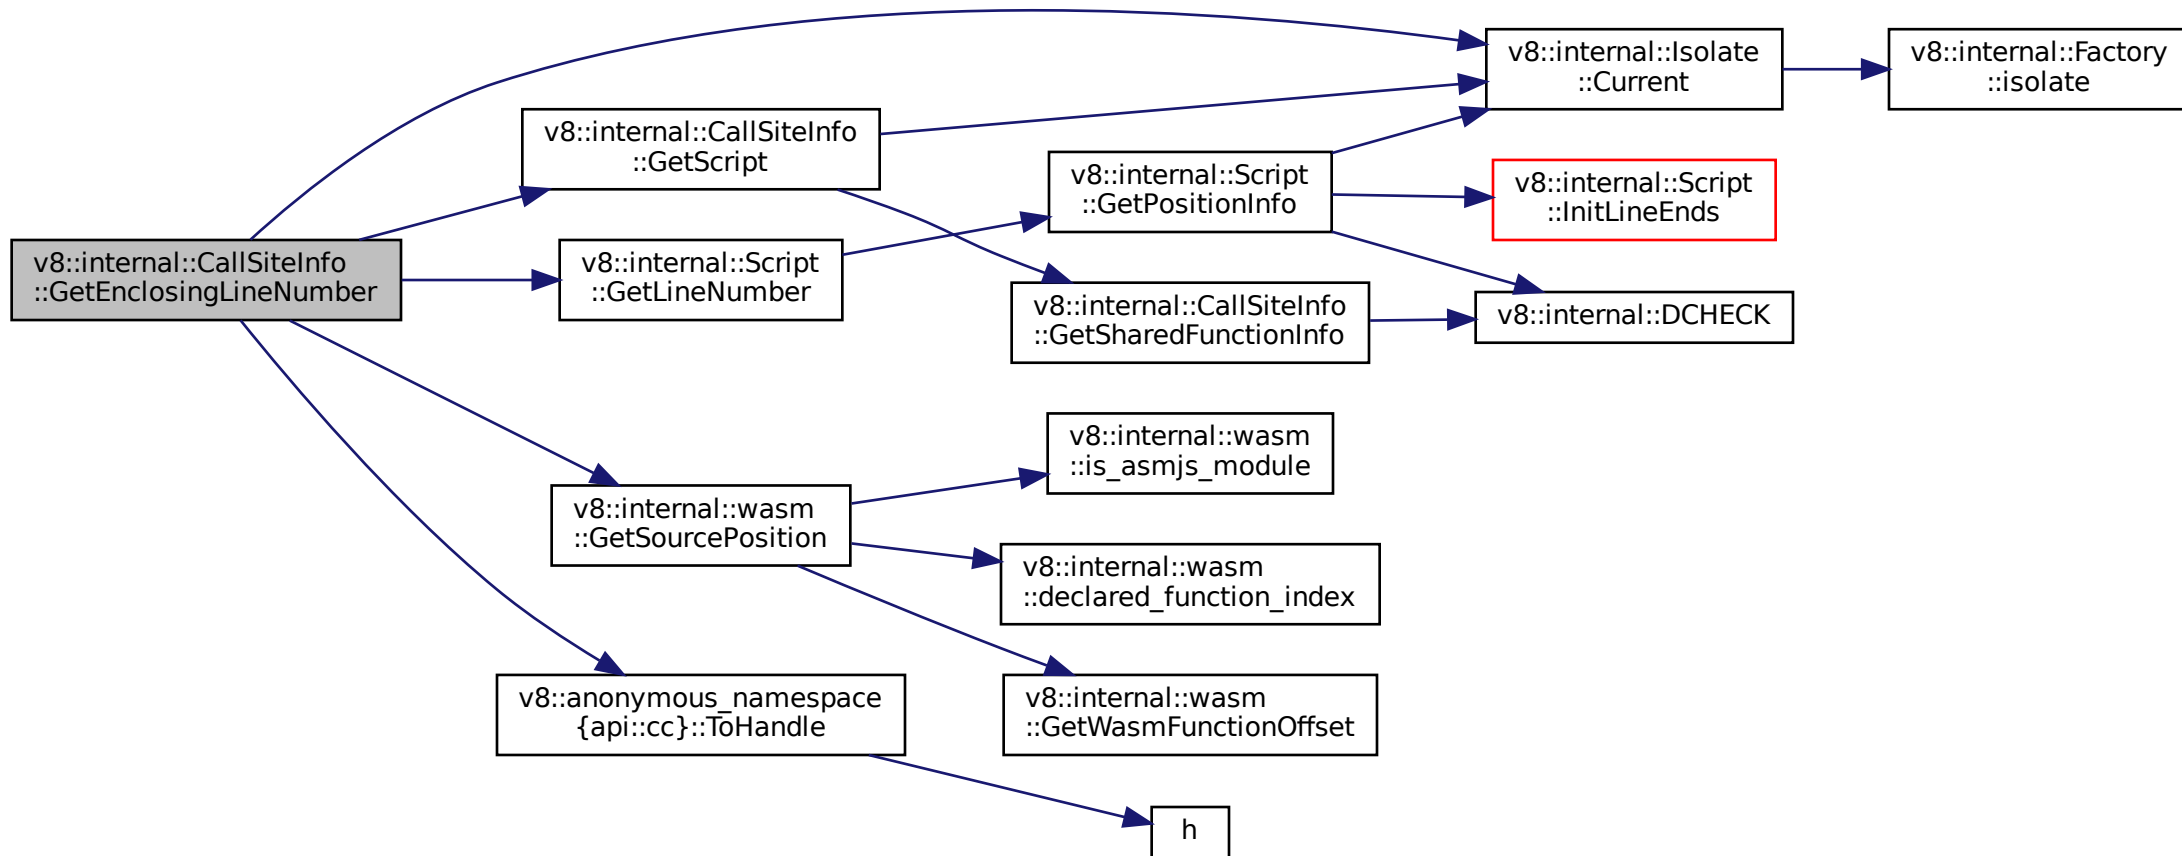 v8::internal::CallSiteInfo
::GetEnclosingLineNumber
v8::internal::CallSiteInfo
::GetScript
v8::internal::Script
::GetLineNumber
v8::internal::wasm
::GetSourcePosition
v8::anonymous_namespace
{api::cc}::ToHandle
v8::internal::Script
::GetPositionInfo
v8::internal::CallSiteInfo
::GetSharedFunctionInfo
v8::internal::wasm
::is_asmjs_module
v8::internal::wasm
::declared_function_index
v8::internal::wasm
::GetWasmFunctionOffset
h
v8::internal::Isolate
::Current
v8::internal::Script
::InitLineEnds
v8::internal::DCHECK
v8::internal::Factory
::isolate